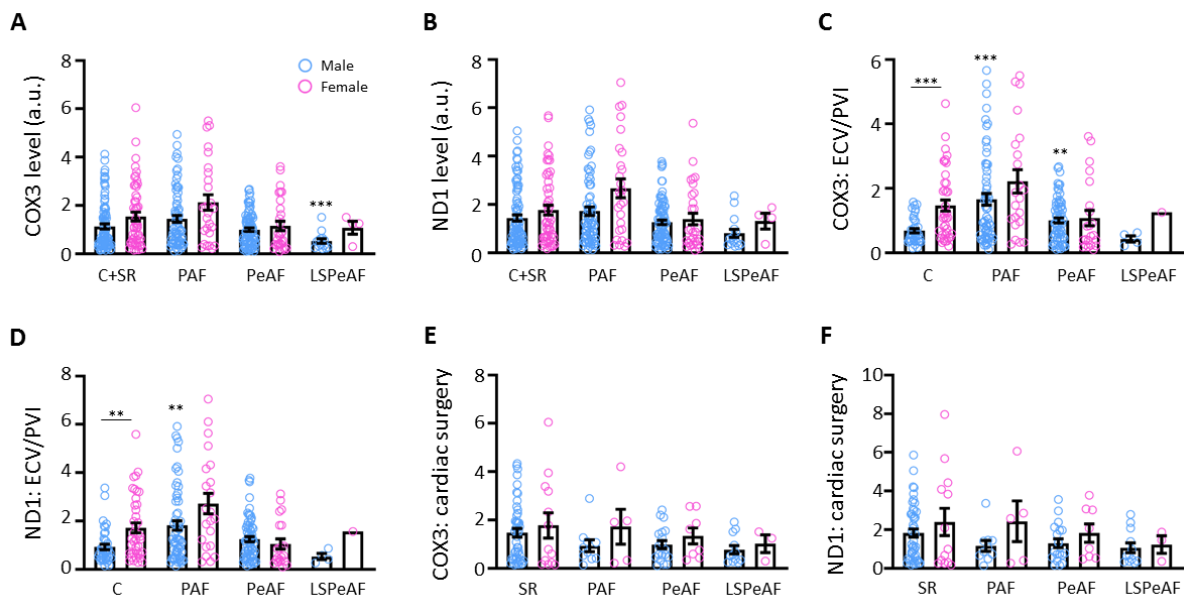 A
COX3 level (a.u.)
8
6
4
2
0
Male
Female
***
C+SR PAF PeAF LSPeAF
B
ND1 level (a.u.)
8
6
4
2
0
C+SR PAF PeAF LSPeAF
C
COX3: ECV/PVI
6
4
2
0
***
***
**
C PAF PeAF LSPeAF
D
ND1: ECV/PVI
8
6
4
2
0
**
**
C PAF PeAF LSPeAF
E
COX3: cardiac surgery
8
6
4
2
0
SR PAF PeAF LSPeAF
F
ND1: cardiac surgery
10
8
6
4
2
0
SR PAF PeAF LSPeAF